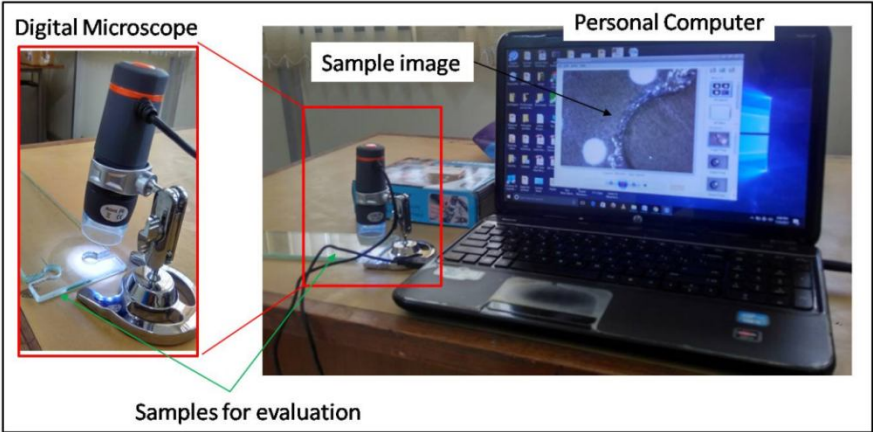 Personal Computer
Digital Microscope
Sample image
Samples for evaluation